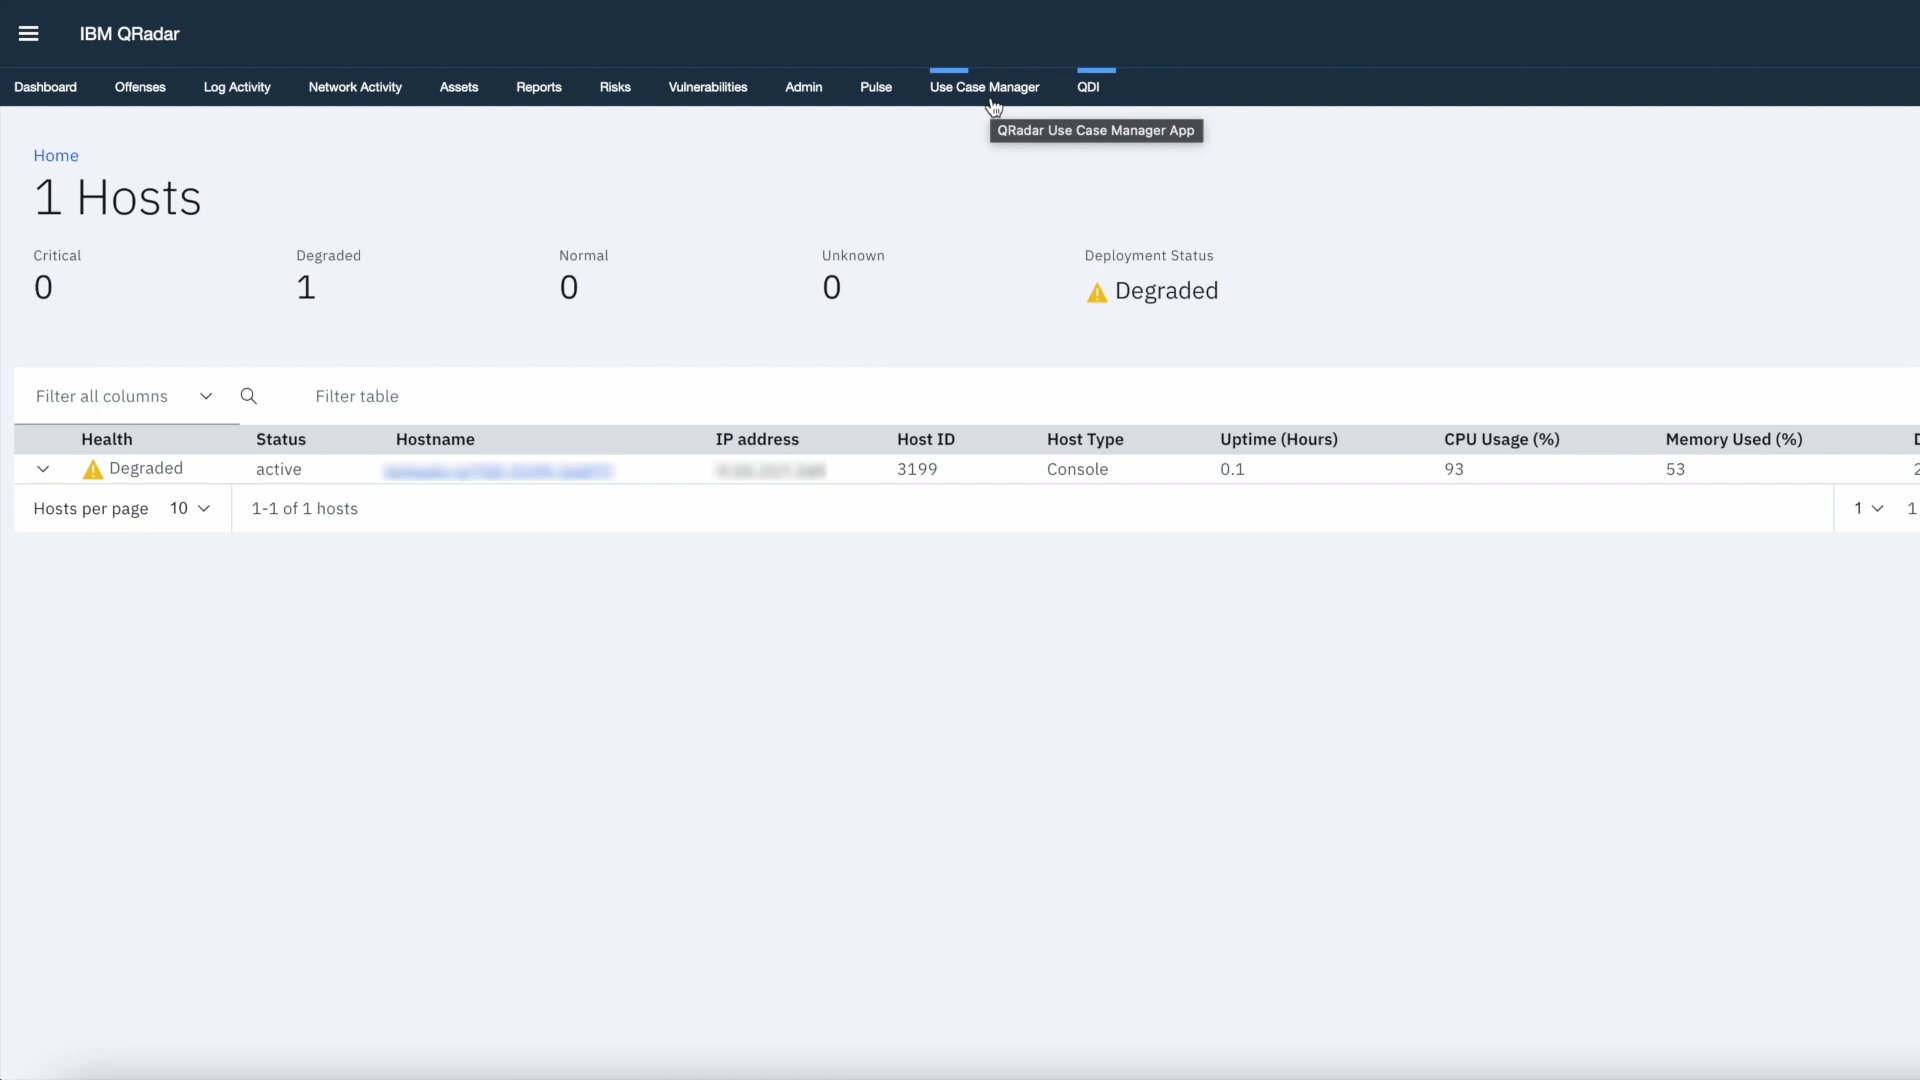 IBM QRadar
Dashboard Offenses Log Activity Network Activity Assets Reports Risks Vulnerabilities Admin Pulse Use Case Manager QDI
QRadar Use Case Manager App
Home
1 Hosts
Critical Degraded Normal Unknown Deployment Status
0 1 0 0 Degraded
Filter all columns Filter table
Health Status Hostname IP address Host ID Host Type Uptime (Hours) CPU Usage (%) Memory Used (%)
Degraded active 3199 Console 0.1 93 53
Hosts per page 10 1-1 of 1 hosts 1 1